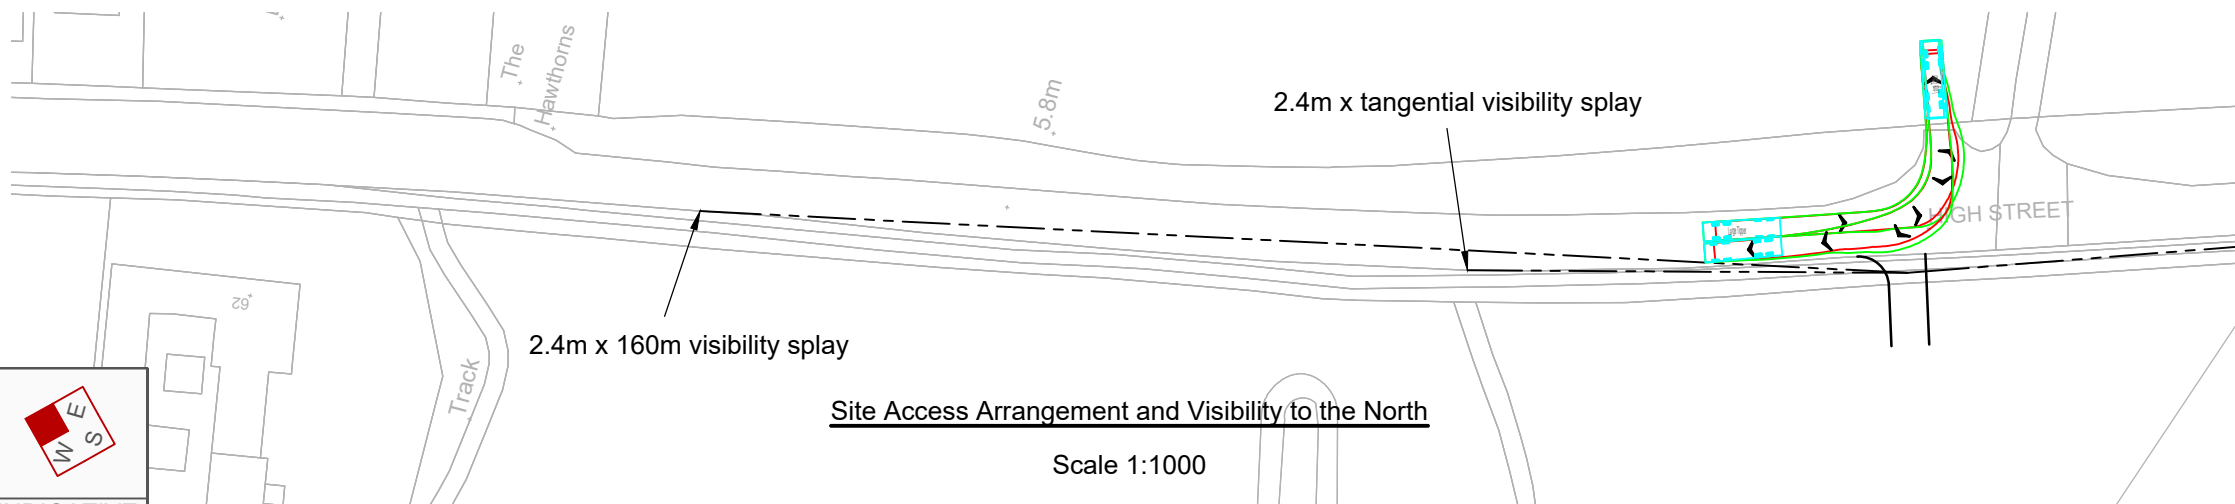 The
Hawthorns
5.8m
2.4m x tangential visibility splay
HIGH STREET
62
2.4m x 160m visibility splay
Track
Site Access Arrangement and Visibility to the North
Scale 1:1000
E
W
S